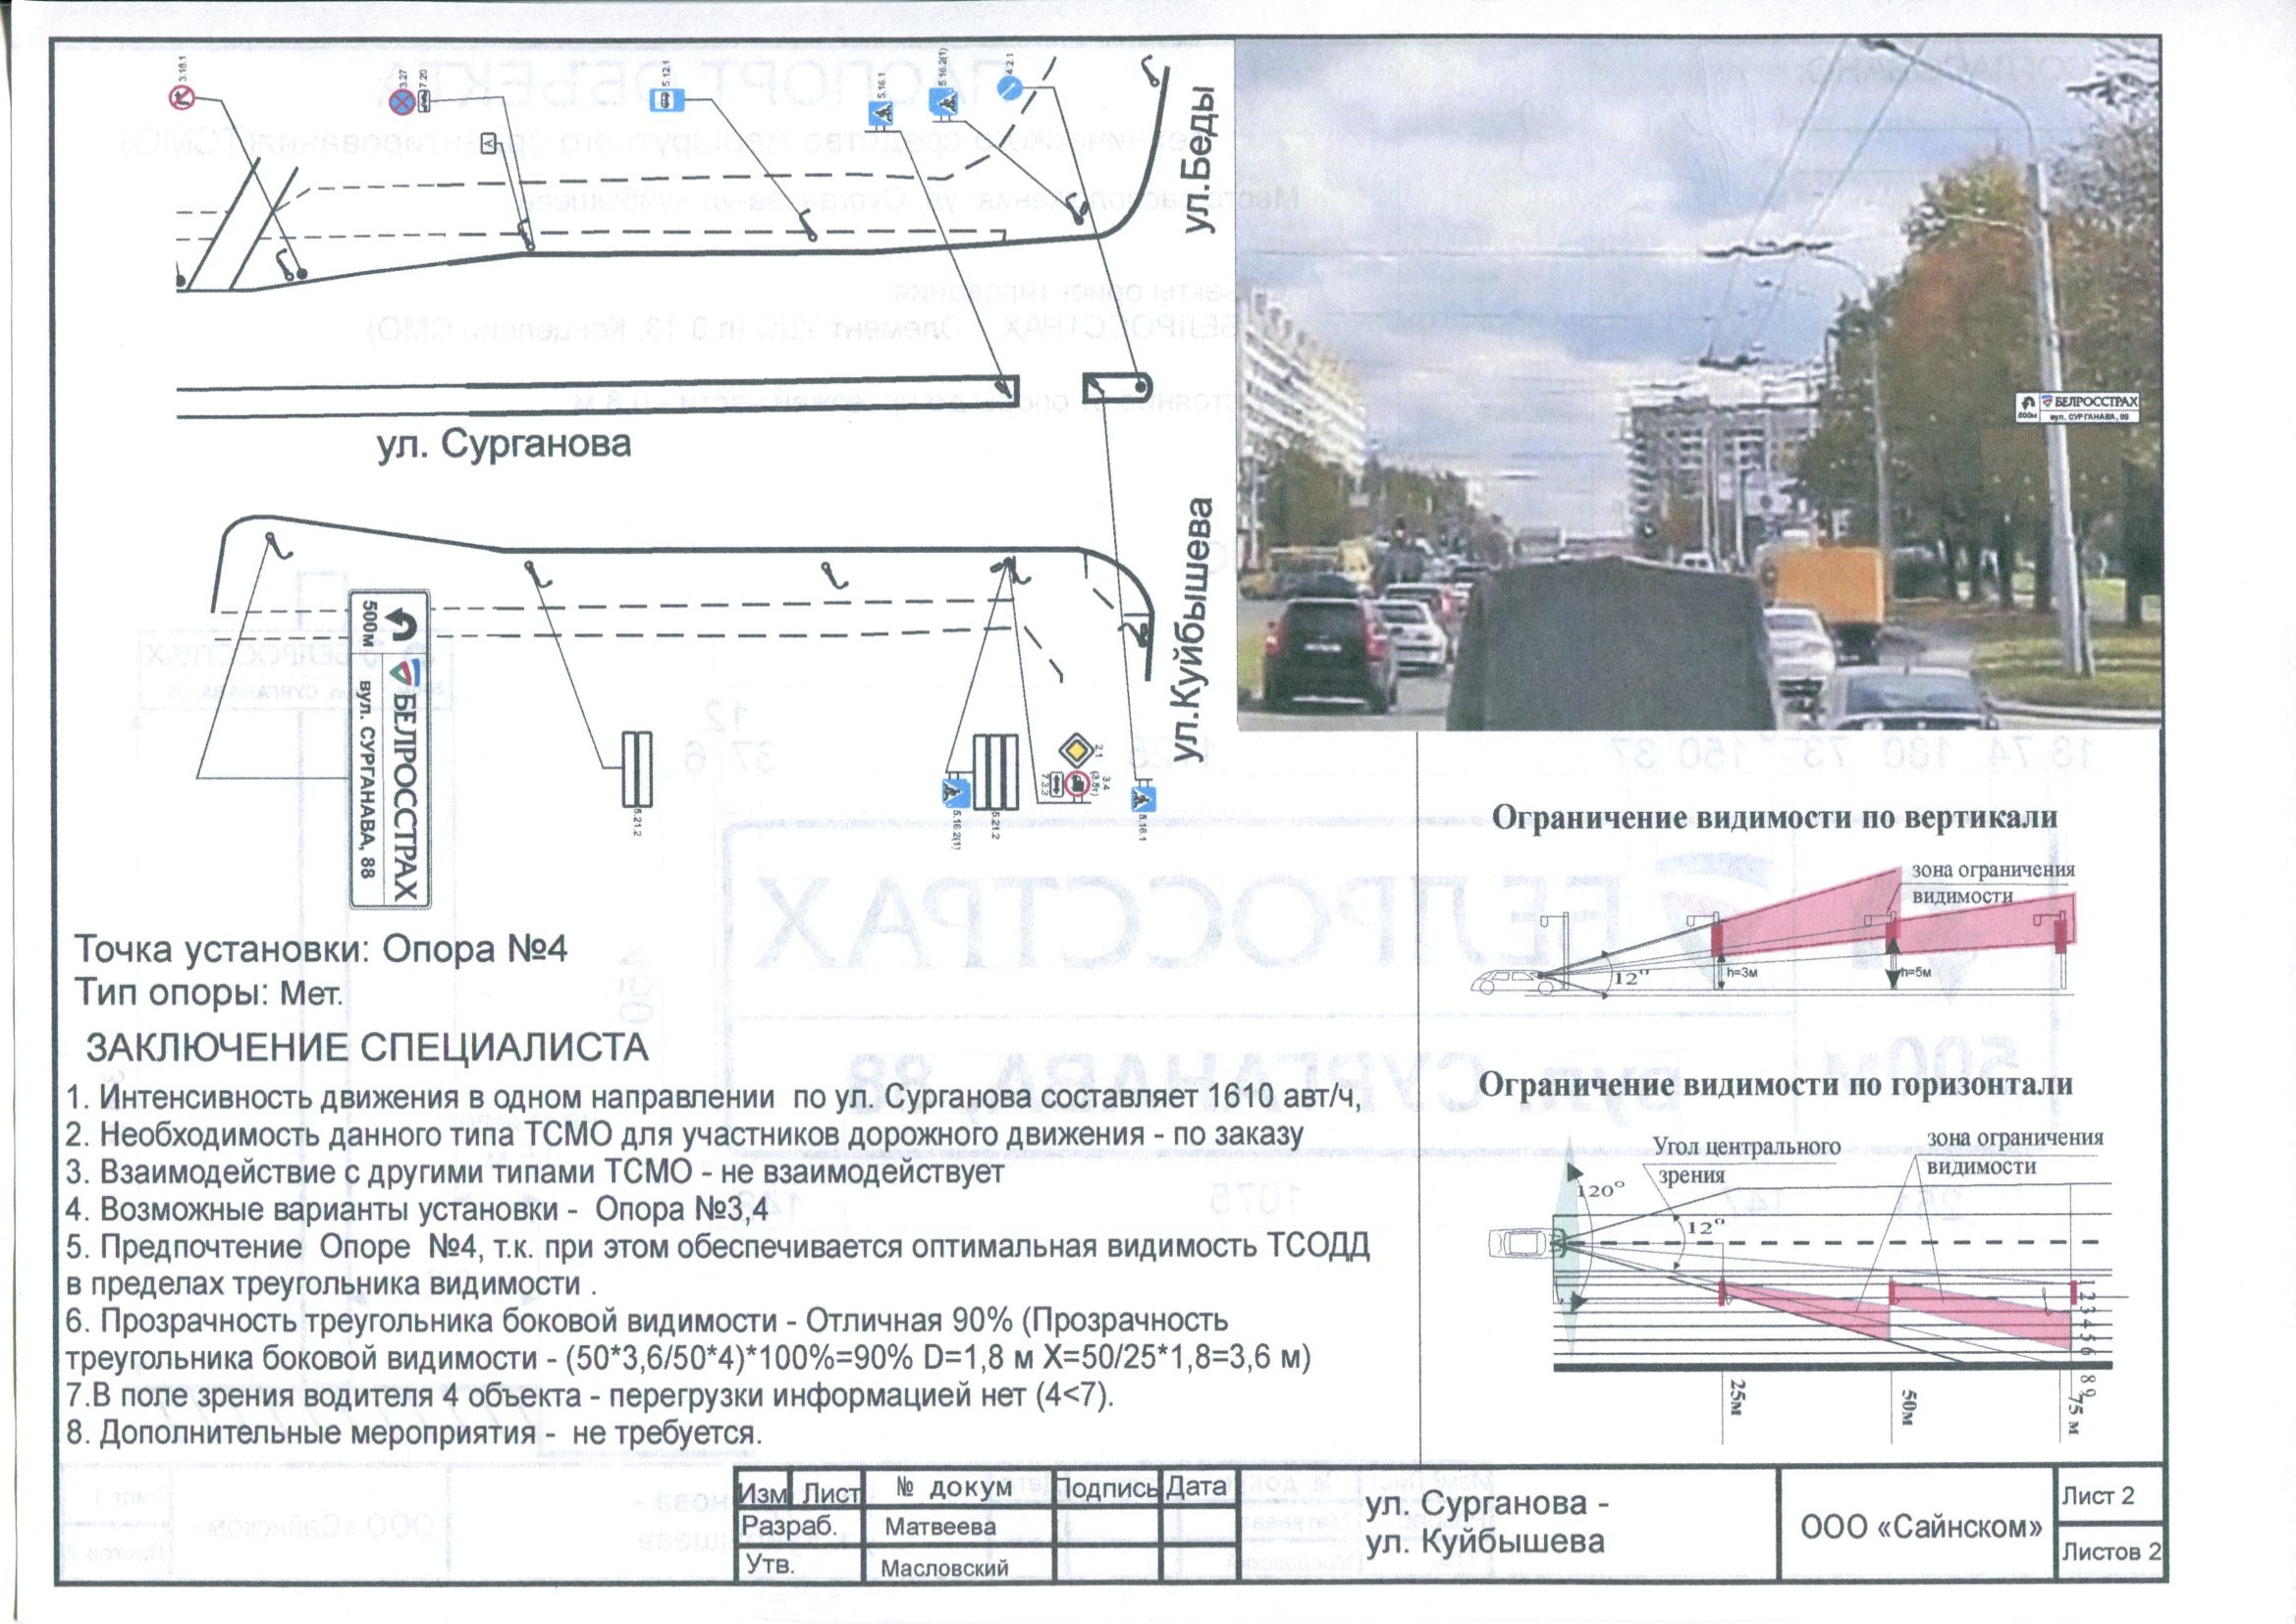 3.18.1
3.27
7.20
А
5.12.1
5.16.1
5.16.2(1)
4.2.1
ул.Беды
ул. Сурганова
ул.Куйбышева
500м
БЕЛРОССТРАХ
вул. СУРГАНАВА, 88
5.21.2
5.16.2(1)
5.21.2
2.1
3.4
(3,5т)
7.3.3
5.16.1
БЕЛРОССТРАХ
500м вул. СУРГАНАВА, 88
Точка установки: Опора №4
Тип опоры: Мет.
ЗАКЛЮЧЕНИЕ СПЕЦИАЛИСТА
1. Интенсивность движения в одном направлении по ул. Сурганова составляет 1610 авт/ч,
2. Необходимость данного типа ТСМО для участников дорожного движения - по заказу
3. Взаимодействие с другими типами ТСМО - не взаимодействует
4. Возможные варианты установки - Опора №3,4
5. Предпочтение Опоре №4, т.к. при этом обеспечивается оптимальная видимость ТСОДД
в пределах треугольника видимости .
6. Прозрачность треугольника боковой видимости - Отличная 90% (Прозрачность
треугольника боковой видимости - (50*3,6/50*4)*100%=90% D=1,8 м X=50/25*1,8=3,6 м)
7.В поле зрения водителя 4 объекта - перегрузки информацией нет (4<7).
8. Дополнительные мероприятия - не требуется.
Ограничение видимости по вертикали
зона ограничения
видимости
12°
h=3м
h=5м
Ограничение видимости по горизонтали
Угол центрального
зрения
зона ограничения
видимости
120°
12°
1 2 3 4 5 6
8 9
25м
50м
75 м
Изм Лист № докум Подпись Дата
Разраб. Матвеева
Утв. Масловский
ул. Сурганова -
ул. Куйбышева
ООО «Сайнском»
Лист 2
Листов 2